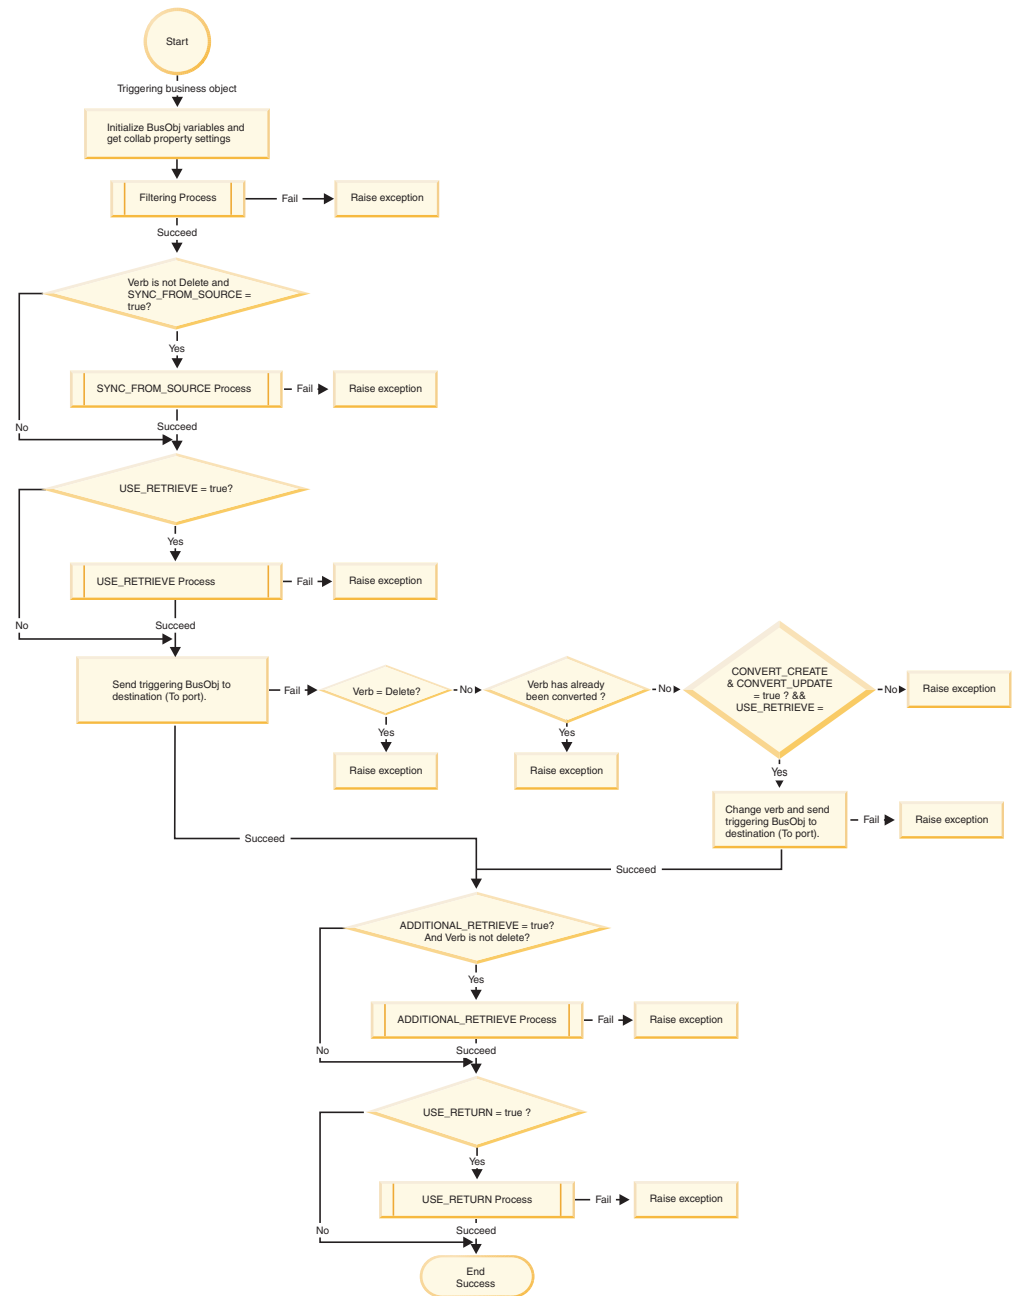 Start
Triggering business object
Initialize BusObj variables and
get collab property settings
Filtering Process
Fail
Raise exception
Succeed
Verb is not Delete and
SYNC_FROM_SOURCE =
true?
Yes
SYNC_FROM_SOURCE Process
Fail
Raise exception
No
Succeed
USE_RETRIEVE = true?
Yes
USE_RETRIEVE Process
Fail
Raise exception
No
Succeed
Send triggering BusObj to
destination (To port).
Fail
Verb = Delete?
No
Verb has already
been converted ?
No
CONVERT_CREATE
& CONVERT_UPDATE
= true ? &&
USE_RETRIEVE =
No
Raise exception
Yes
Raise exception
Yes
Raise exception
Yes
Change verb and send
triggering BusObj to
destination (To port).
Fail
Raise exception
Succeed
Succeed
ADDITIONAL_RETRIEVE = true?
And Verb is not delete?
Yes
ADDITIONAL_RETRIEVE Process
Fail
Raise exception
No
Succeed
USE_RETURN = true ?
Yes
USE_RETURN Process
Fail
Raise exception
No
Succeed
End
Success